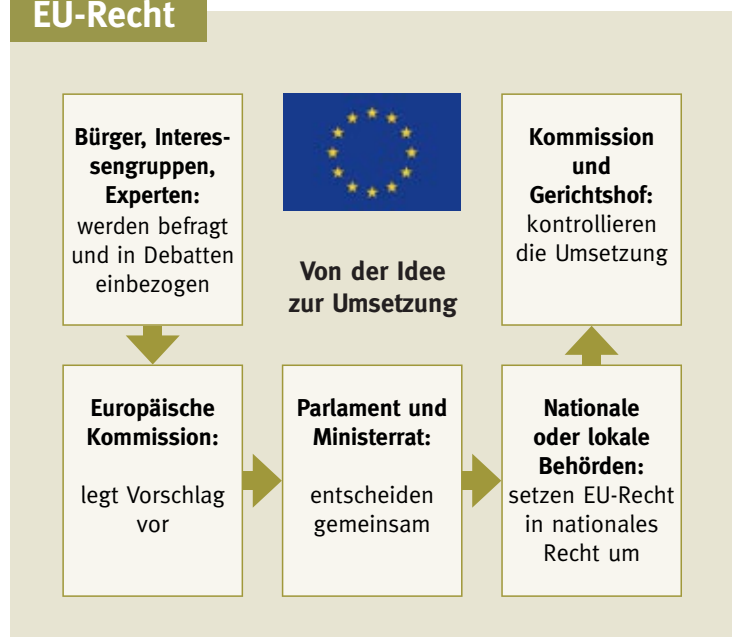 EU-Recht
Bürger, Interes-
sengruppen,
Experten:
werden befragt
und in Debatten
einbezogen
Von der Idee
zur Umsetzung
Kommission
und
Gerichtshof:
kontrollieren
die Umsetzung
Europäische
Kommission:
legt Vorschlag
vor
Parlament und
Ministerrat:
entscheiden
gemeinsam
Nationale
oder lokale
Behörden:
setzen EU-Recht
in nationales
Recht um